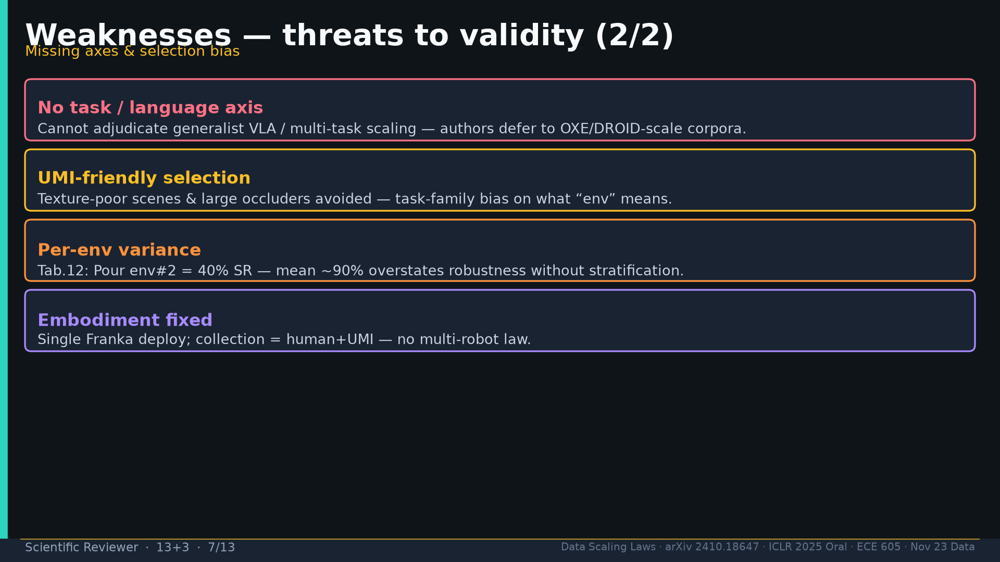 Weaknesses — threats to validity (2/2)
Missing axes & selection bias
No task / language axis
Cannot adjudicate generalist VLA / multi-task scaling — authors defer to OXE/DROID-scale corpora.
UMI-friendly selection
Texture-poor scenes & large occluders avoided — task-family bias on what “env” means.
Per-env variance
Tab.12: Pour env#2 = 40% SR — mean ~90% overstates robustness without stratification.
Embodiment fixed
Single Franka deploy; collection = human+UMI — no multi-robot law.
Scientific Reviewer · 13+3 · 7/13
Data Scaling Laws · arXiv 2410.18647 · ICLR 2025 Oral · ECE 605 · Nov 23 Data